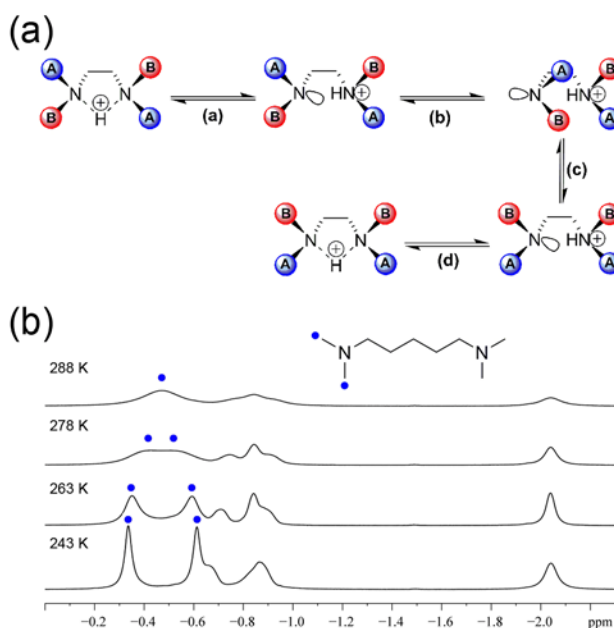 (a)
A B A B A B
N N N HN⊕ N HN⊕
H⊕
B A B A B A
(a) (b)
(c)
B B B B
N N N HN⊕
⊕
H
A A A A
(d)
(b)
N N
288 K
278 K
263 K
243 K
−0.2 −0.4 −0.6 −0.8 −1.0 −1.2 −1.4 −1.6 −1.8 −2.0 ppm